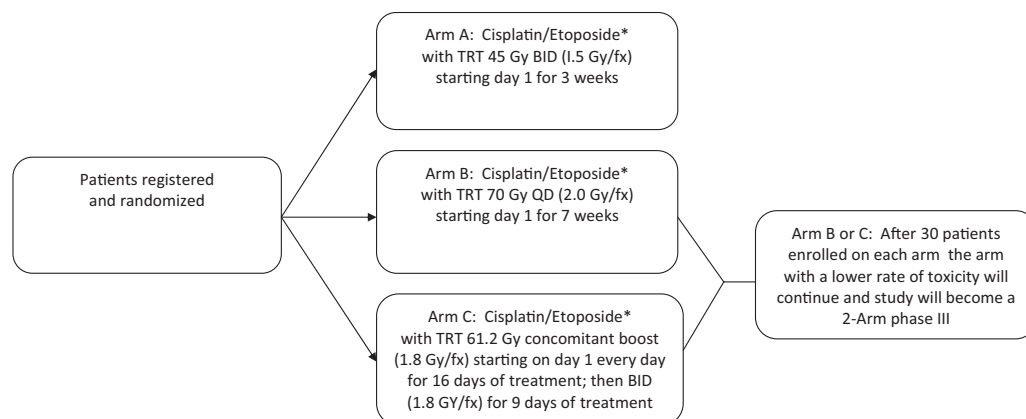 Patients registered
and randomized
Arm A: Cisplatin/Etoposide*
with TRT 45 Gy BID (I.5 Gy/fx)
starting day 1 for 3 weeks
Arm B: Cisplatin/Etoposide*
with TRT 70 Gy QD (2.0 Gy/fx)
starting day 1 for 7 weeks
Arm C: Cisplatin/Etoposide*
with TRT 61.2 Gy concomitant boost
(1.8 Gy/fx) starting on day 1 every day
for 16 days of treatment; then BID
(1.8 GY/fx) for 9 days of treatment
Arm B or C: After 30 patients
enrolled on each arm the arm
with a lower rate of toxicity will
continue and study will become a
2-Arm phase III